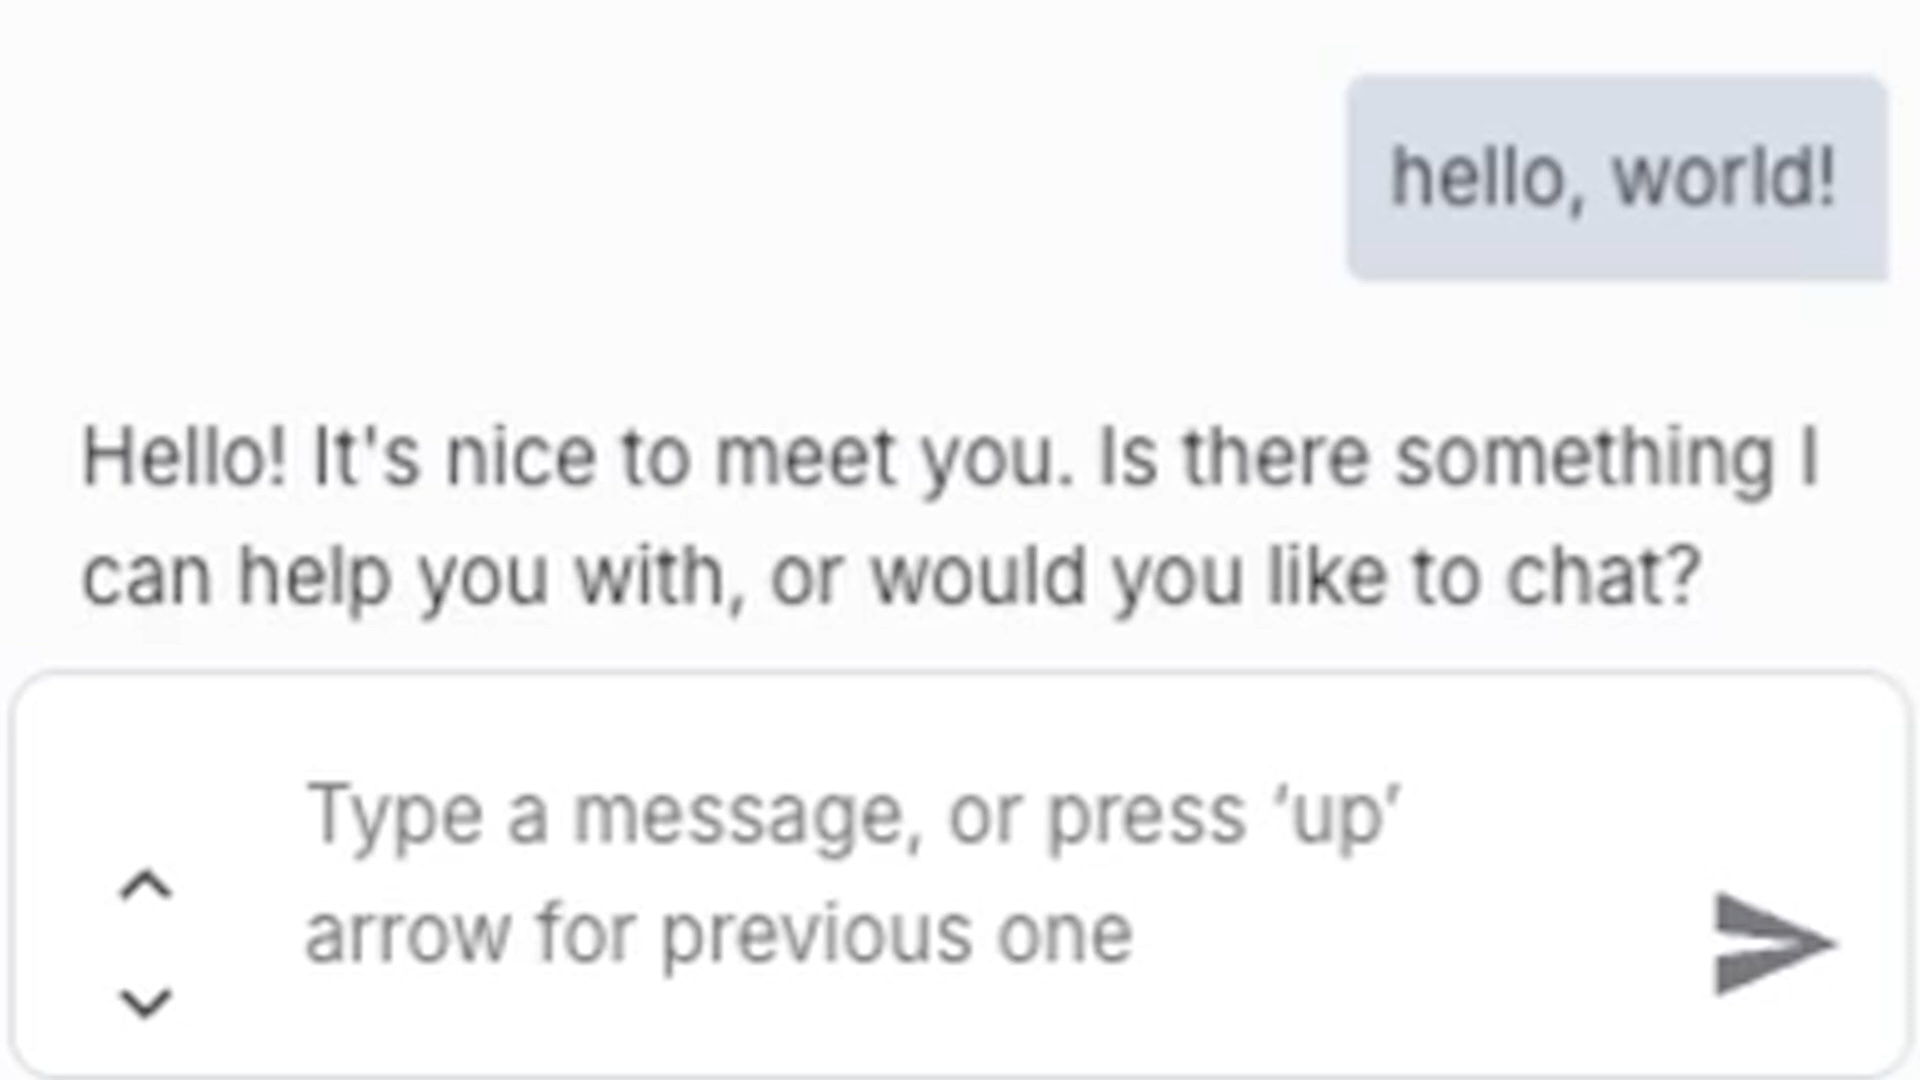 hello, world!
Hello! It's nice to meet you. Is there something I
can help you with, or would you like to chat?
Type a message, or press ‘up’
arrow for previous one